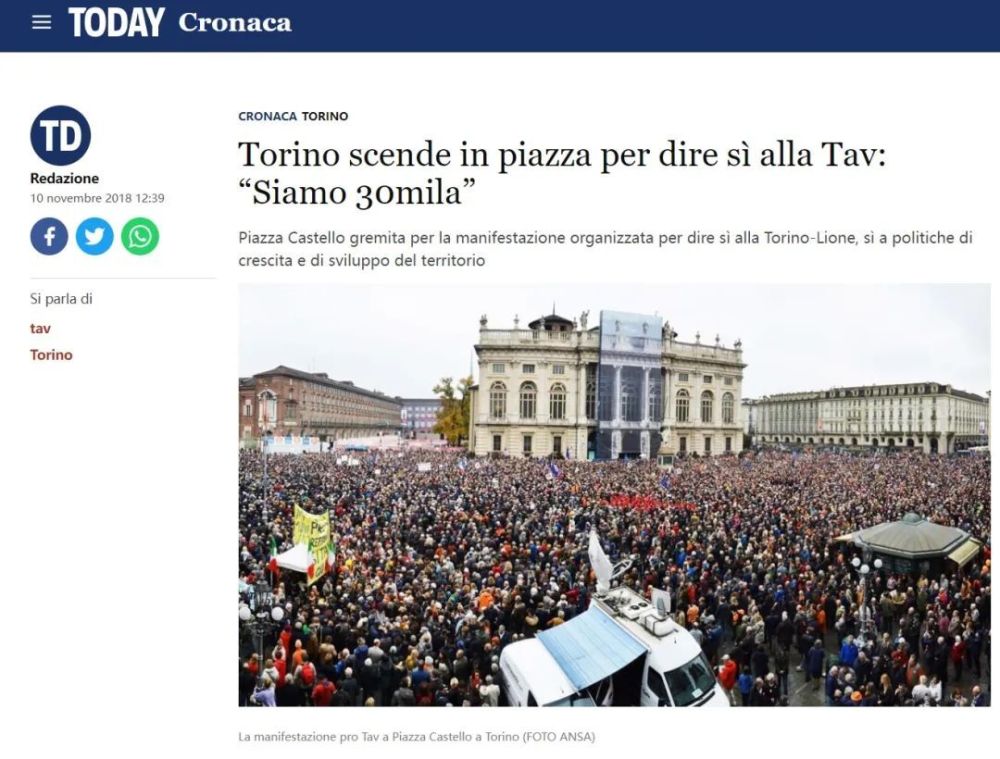 TODAY Cronaca
TD
Redazione
10 novembre 2018 12:39
Si parla di
tav
Torino
CRONACA TORINO
Torino scende in piazza per dire sì alla Tav:
“Siamo 30mila”
Piazza Castello gremita per la manifestazione organizzata per dire sì alla Torino-Lione, sì a politiche di
crescita e di sviluppo del territorio
La manifestazione pro Tav a Piazza Castello a Torino (FOTO ANSA)